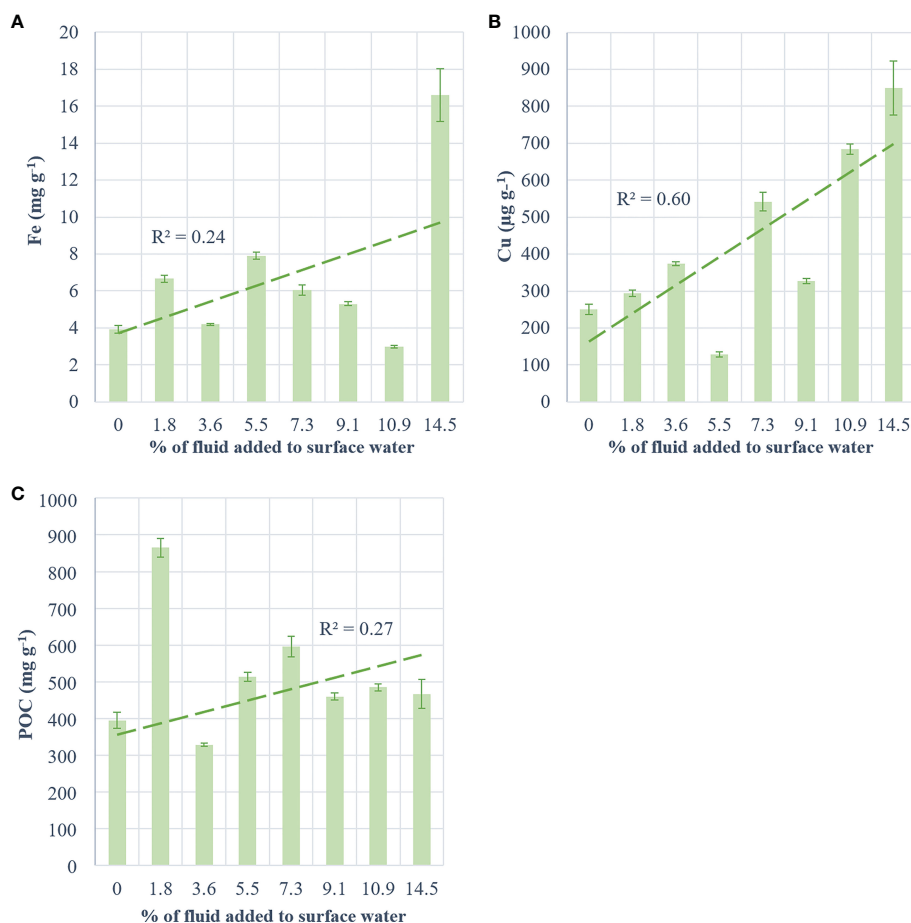 A
20
18
16
14
12
10
8
6
4
2
0
Fe (mg g⁻¹)
R² = 0.24
0 1.8 3.6 5.5 7.3 9.1 10.9 14.5
% of fluid added to surface water
B
1000
900
800
700
600
500
400
300
200
100
0
Cu (µg g-¹)
R² = 0.60
0 1.8 3.6 5.5 7.3 9.1 10.9 14.5
% of fluid added to surface water
C
1000
900
800
700
600
500
400
300
200
100
0
POC (mg g⁻¹)
R² = 0.27
0 1.8 3.6 5.5 7.3 9.1 10.9 14.5
% of fluid added to surface water